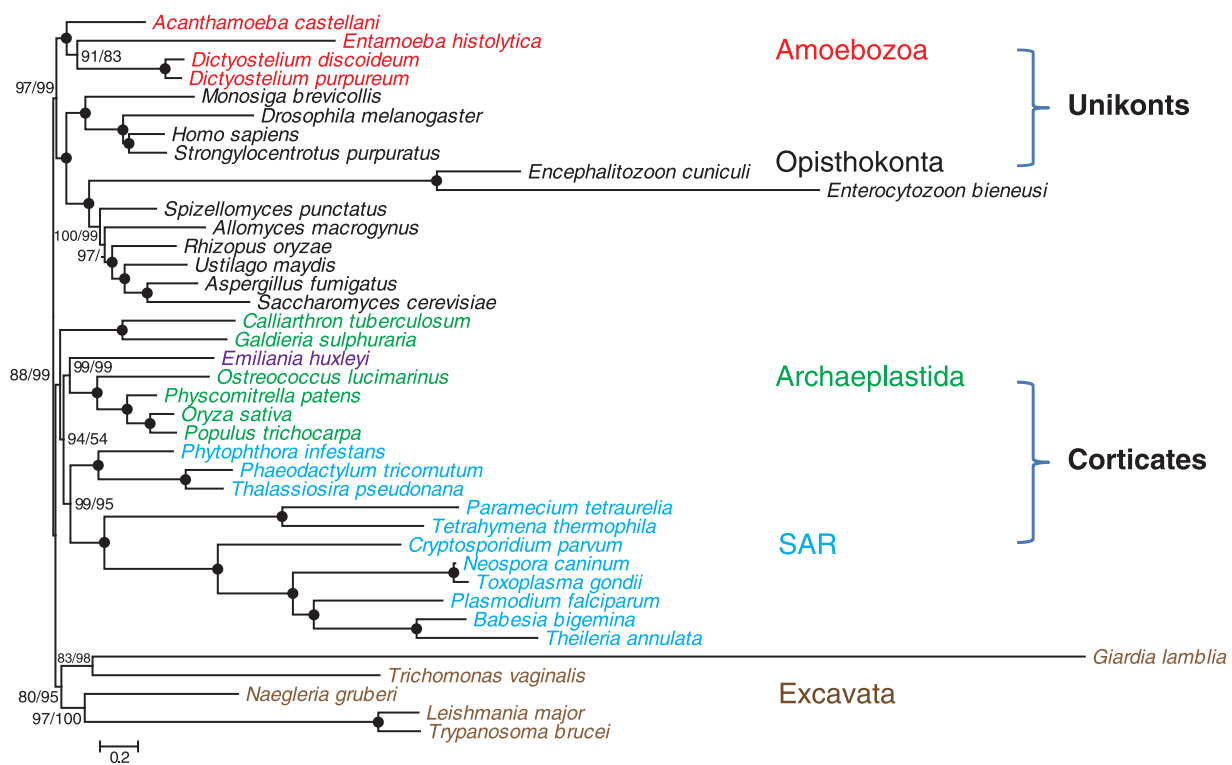 Acanthamoeba castellani
Entamoeba histolytica
91/83
Dictyostelium discoideum
Dictyostelium purpureum
Amoebozoa
97/99
Monosiga brevicollis
Drosophila melanogaster
Homo sapiens
Strongylocentrotus purpuratus
Unikonts
Opisthokonta
Encephalitozoon cuniculi
Enterocytozoon bieneusi
Spizellomyces punctatus
Allomyces macrogynus
100/99
Rhizopus oryzae
97/-
Ustilago maydis
Aspergillus fumigatus
Saccharomyces cerevisiae
Calliarthron tuberculosum
Galdieria sulphuraria
Emiliania huxleyi
99/99
88/99
Ostreococcus lucimarinus
Archaeplastida
Physcomitrella patens
Oryza sativa
Populus trichocarpa
94/54
Phytophthora infestans
Phaeodactylum tricornutum
Corticates
Thalassiosira pseudonana
99/95
Paramecium tetraurelia
Tetrahymena thermophila
Cryptosporidium parvum
SAR
Neospora caninum
Toxoplasma gondii
Plasmodium falciparum
Babesia bigemina
Theileria annulata
83/98
Giardia lamblia
Trichomonas vaginalis
80/95
Naegleria gruberi
Excavata
97/100
Leishmania major
Trypanosoma brucei
0.2